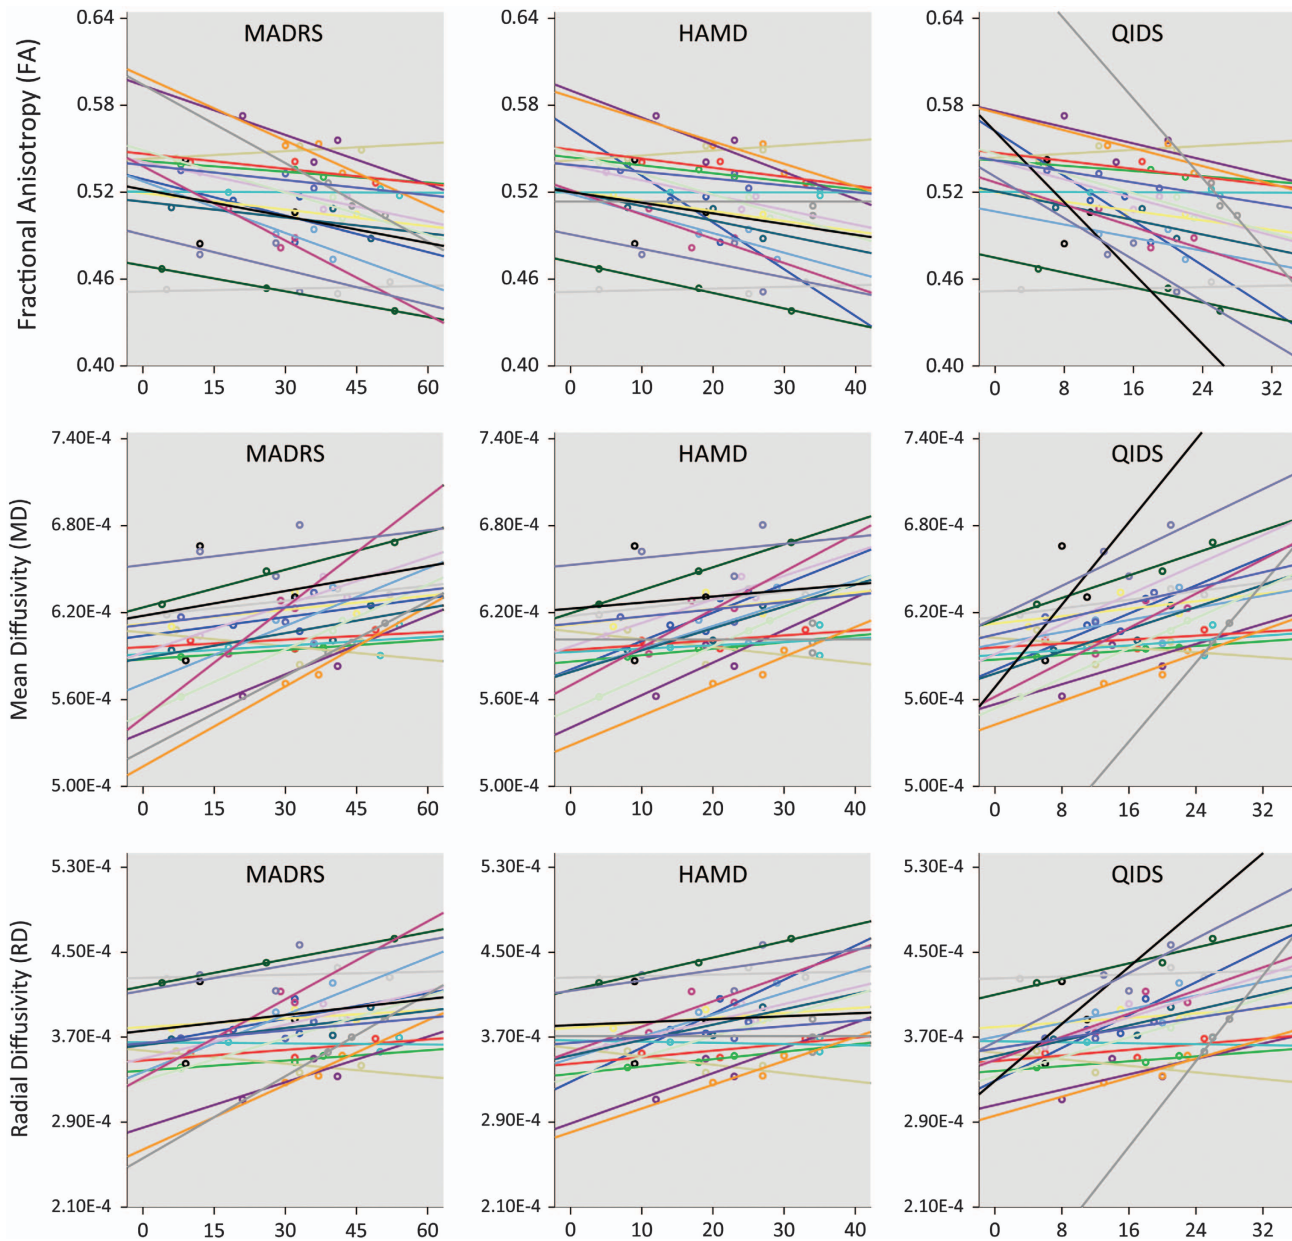 MADRS HAMD QIDS
Fractional Anisotropy (FA)
0.64 0.64 0.64
0.58 0.58 0.58
0.52 0.52 0.52
0.46 0.46 0.46
0.40 0.40 0.40
0 15 30 45 60 0 10 20 30 40 0 8 16 24 32
MADRS HAMD QIDS
Mean Diffusivity (MD)
7.40E-4 7.40E-4 7.40E-4
6.80E-4 6.80E-4 6.80E-4
6.20E-4 6.20E-4 6.20E-4
5.60E-4 5.60E-4 5.60E-4
5.00E-4 5.00E-4 5.00E-4
0 15 30 45 60 0 10 20 30 40 0 8 16 24 32
MADRS HAMD QIDS
Radial Diffusivity (RD)
5.30E-4 5.30E-4 5.30E-4
4.50E-4 4.50E-4 4.50E-4
3.70E-4 3.70E-4 3.70E-4
2.90E-4 2.90E-4 2.90E-4
2.10E-4 2.10E-4 2.10E-4
0 15 30 45 60 0 10 20 30 40 0 8 16 24 32